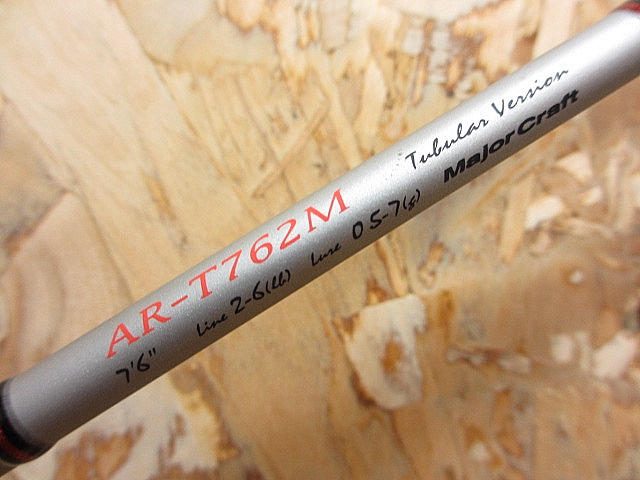 AR-T762M Tubular Version
7'6" Line 2-6(lb) Lure 0.5-7(g) MajorCraft